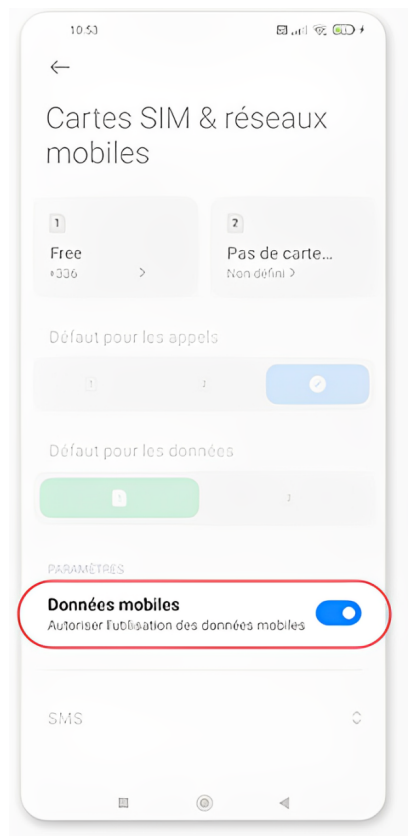 10:53
Cartes SIM & réseaux
mobiles
1
2
Free
Pas de carte...
+336
Non défini
Défaut pour les appels
1
2
Défaut pour les données
1
2
PARAMÈTRES
Données mobiles
Autoriser l'utilisation des données mobiles
SMS